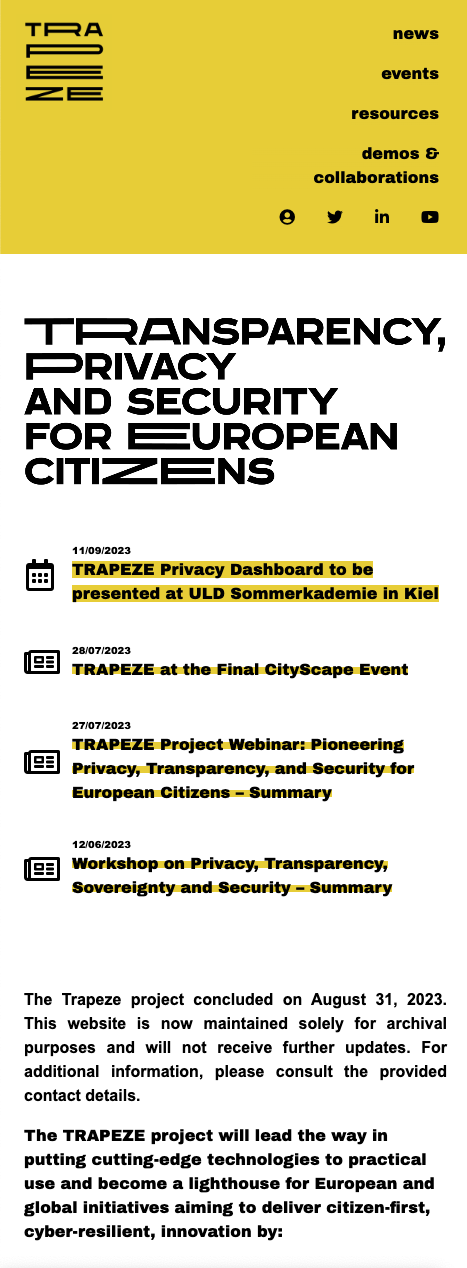 TRA
P
E
ZE
news
events
resources
demos &
collaborations
TRANSPARENCY,
PRIVACY
AND SECURITY
FOR EUROPEAN
CITIZENS
11/09/2023
TRAPEZE Privacy Dashboard to be
presented at ULD Sommerkademie in Kiel
28/07/2023
TRAPEZE at the Final CityScape Event
27/07/2023
TRAPEZE Project Webinar: Pioneering
Privacy, Transparency, and Security for
European Citizens – Summary
12/06/2023
Workshop on Privacy, Transparency,
Sovereignty and Security – Summary
The Trapeze project concluded on August 31, 2023.
This website is now maintained solely for archival
purposes and will not receive further updates. For
additional information, please consult the provided
contact details.
The TRAPEZE project will lead the way in
putting cutting-edge technologies to practical
use and become a lighthouse for European and
global initiatives aiming to deliver citizen-first,
cyber-resilient, innovation by: